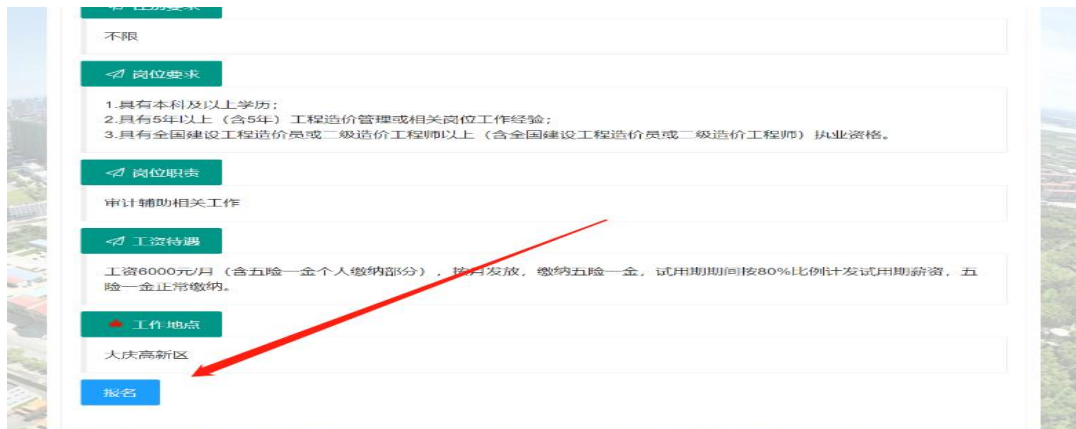 性别要求
不限
岗位要求
1.具有本科及以上学历；
2.具有5年以上（含5年）工程造价管理或相关岗位工作经验；
3.具有全国建设工程造价员或二级造价工程师以上（含全国建设工程造价员或二级造价工程师）执业资格。
岗位职责
审计辅助相关工作
工资待遇
工资6000元/月（含五险一金个人缴纳部分），按月发放，缴纳五险一金，试用期期间按80%比例计发试用期薪资，五
险一金正常缴纳。
工作地点
大庆高新区
报名